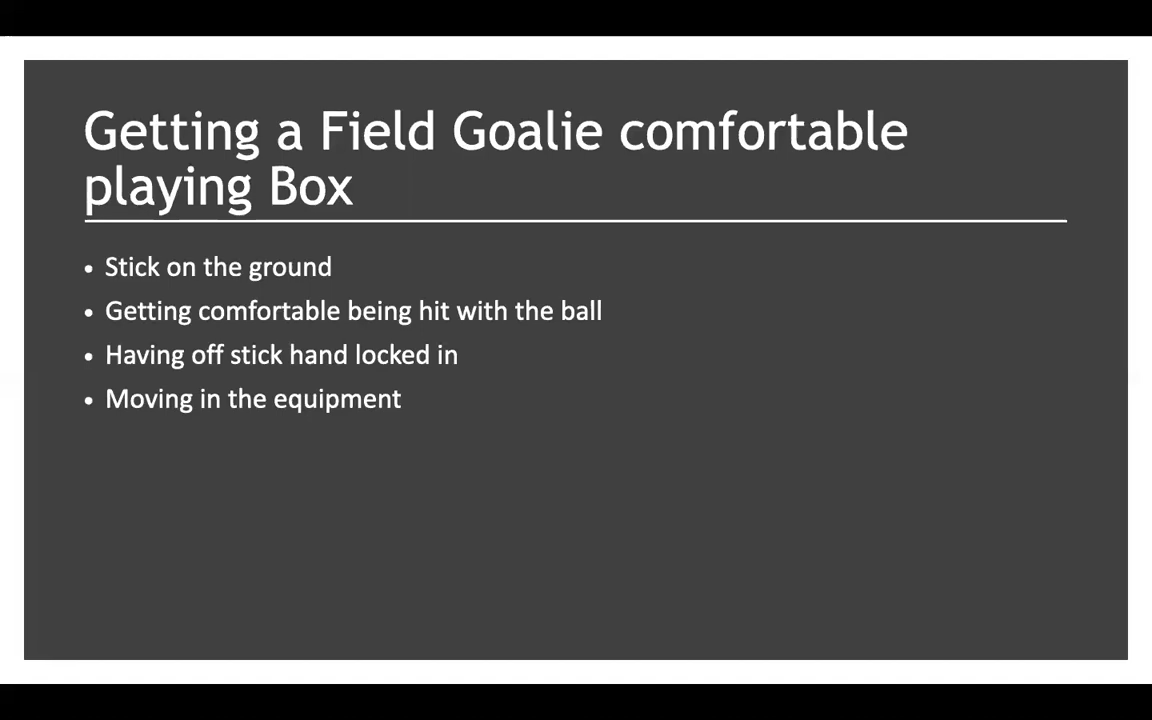 Getting a Field Goalie comfortable
playing Box
• Stick on the ground
• Getting comfortable being hit with the ball
• Having off stick hand locked in
• Moving in the equipment